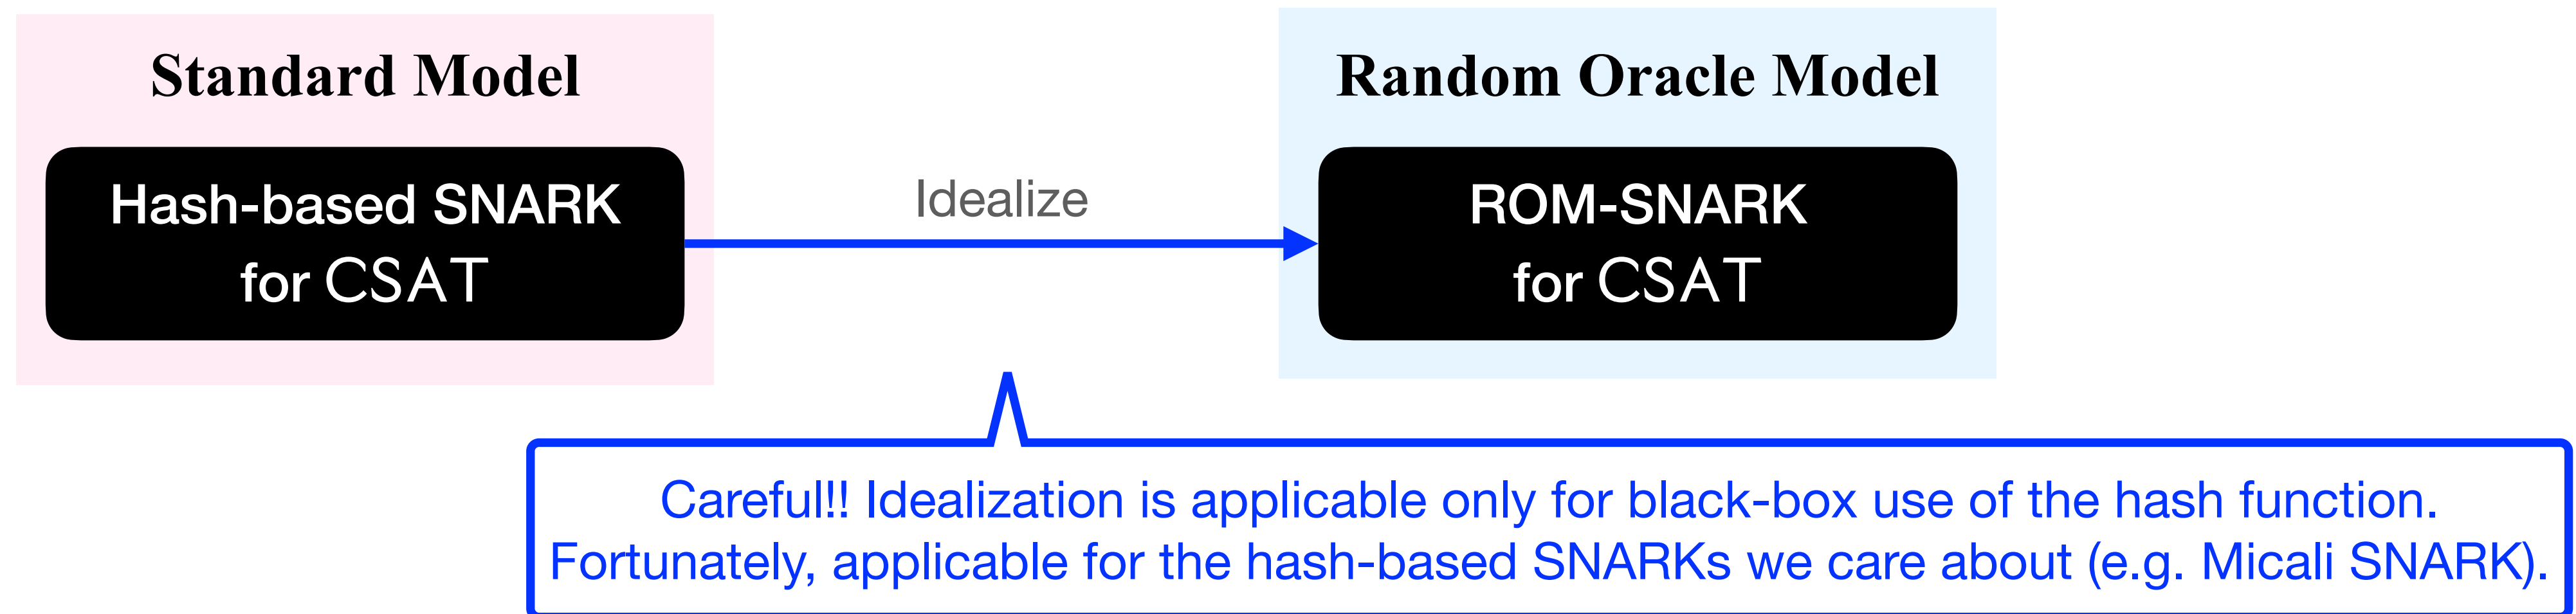 Standard Model
Hash-based SNARK
for CSAT
Idealize
Random Oracle Model
ROM-SNARK
for CSAT
Careful!! Idealization is applicable only for black-box use of the hash function.
Fortunately, applicable for the hash-based SNARKs we care about (e.g. Micali SNARK).